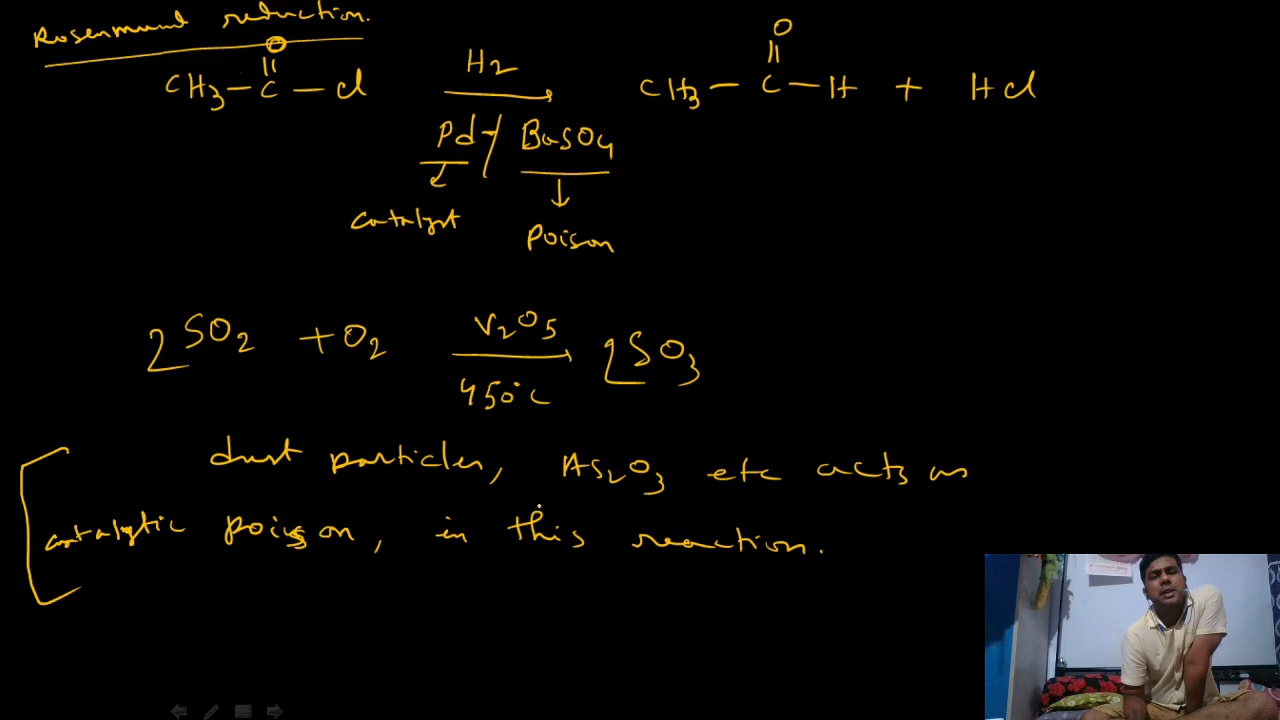 Rosenmund reduction.
O
||
CH3 – C – Cl H2 CH3 – C – H + HCl
O
||
Pd / BaSO4
Catalyst
Poison
2SO2 + O2 V2O5 2SO3
450°C
dust particles, AS2O3 etc acts as
catalytic poison, in this reaction.